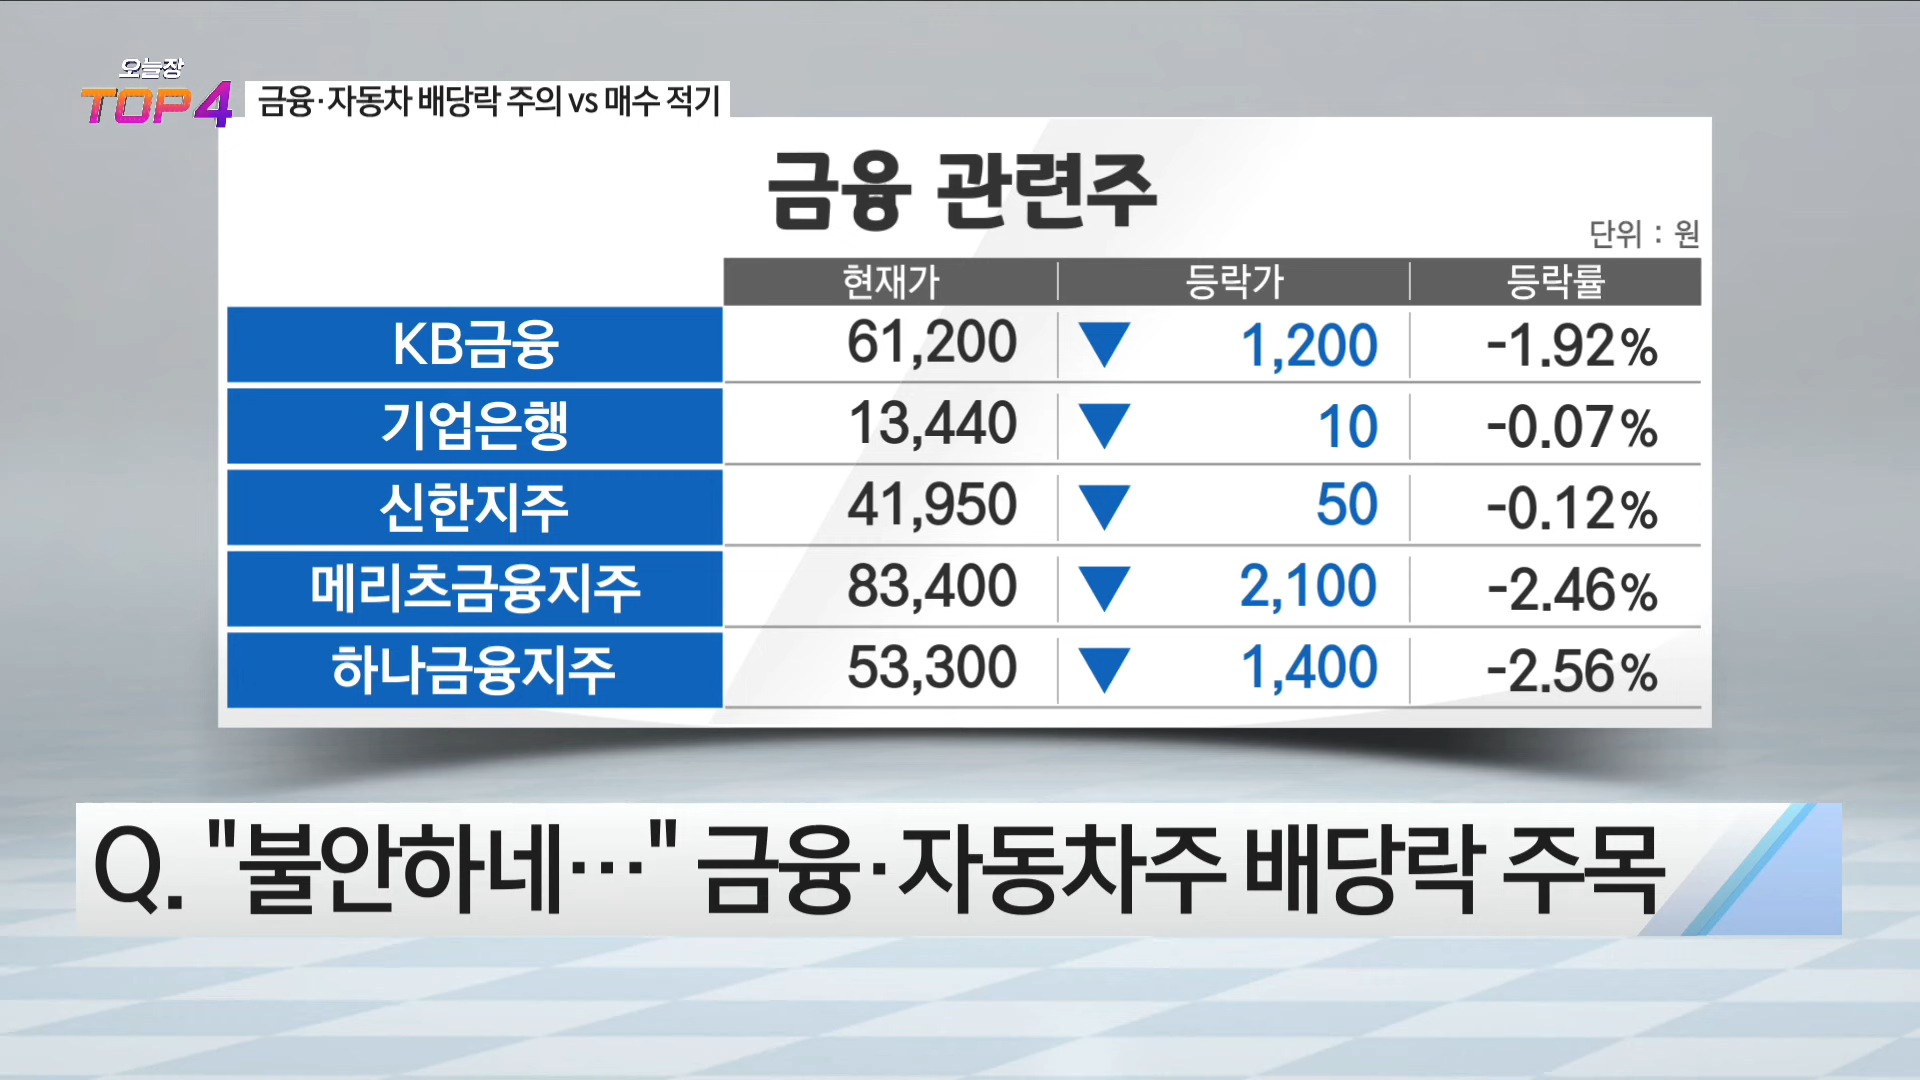 오늘장
TOP4
금융·자동차 배당락 주의 vs 매수 적기
금융 관련주
단위 : 원
현재가 등락가 등락률
KB금융 61,200 ▼ 1,200 -1.92%
기업은행 13,440 ▼ 10 -0.07%
신한지주 41,950 ▼ 50 -0.12%
메리츠금융지주 83,400 ▼ 2,100 -2.46%
하나금융지주 53,300 ▼ 1,400 -2.56%
Q. "불안하네…" 금융·자동차주 배당락 주목